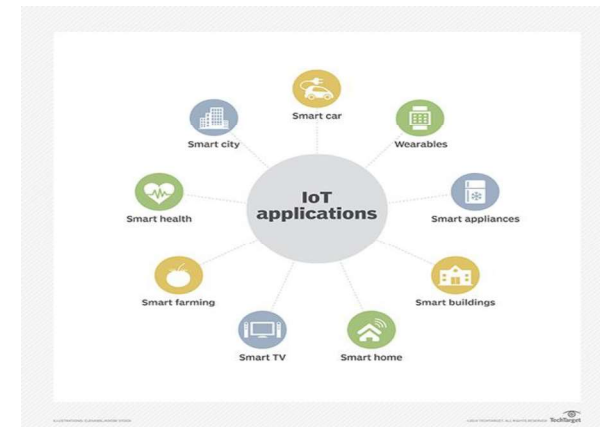 Smart car
Smart city
Wearables
IoT
applications
Smart health
Smart appliances
Smart farming
Smart buildings
Smart TV
Smart home
TechTarget